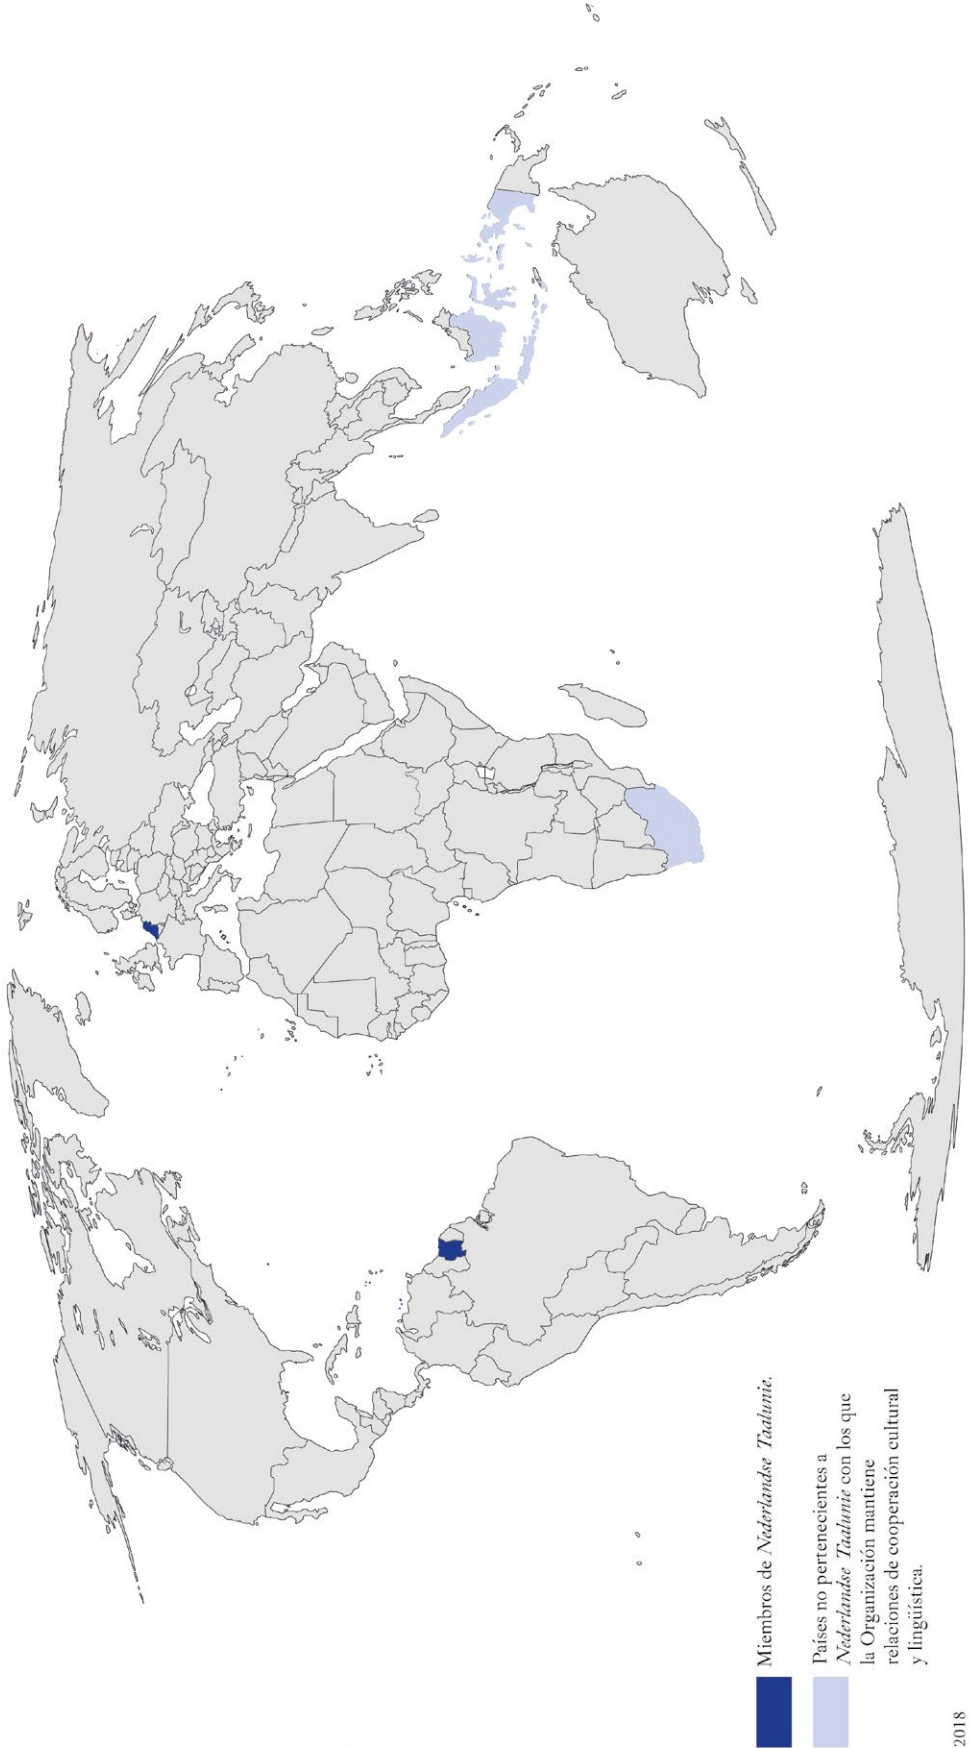 Miembros de Nederlandse Taalunie.
Países no pertenecientes a
Nederlandse Taalunie con los que
la Organización mantiene
relaciones de cooperación cultural
y lingüística.
2018